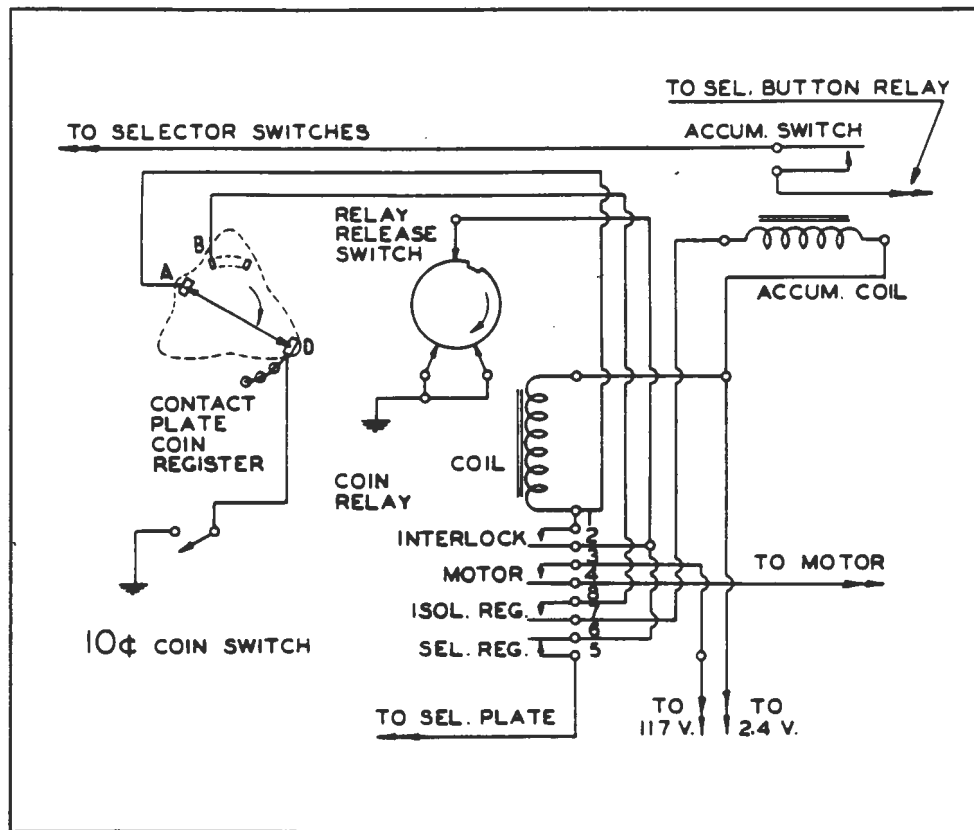 TO SEL. BUTTON RELAY
TO SELECTOR SWITCHES
ACCUM. SWITCH
RELAY
RELEASE
SWITCH
B
A
D
ACCUM. COIL
CONTACT
PLATE
COIN
REGISTER
COIL
COIN
RELAY
1
INTERLOCK 2
3
MOTOR 4
TO MOTOR
8
ISOL. REG. 7
6
SEL. REG. 5
10¢ COIN SWITCH
TO SEL. PLATE
TO TO
117 V. 2.4 V.